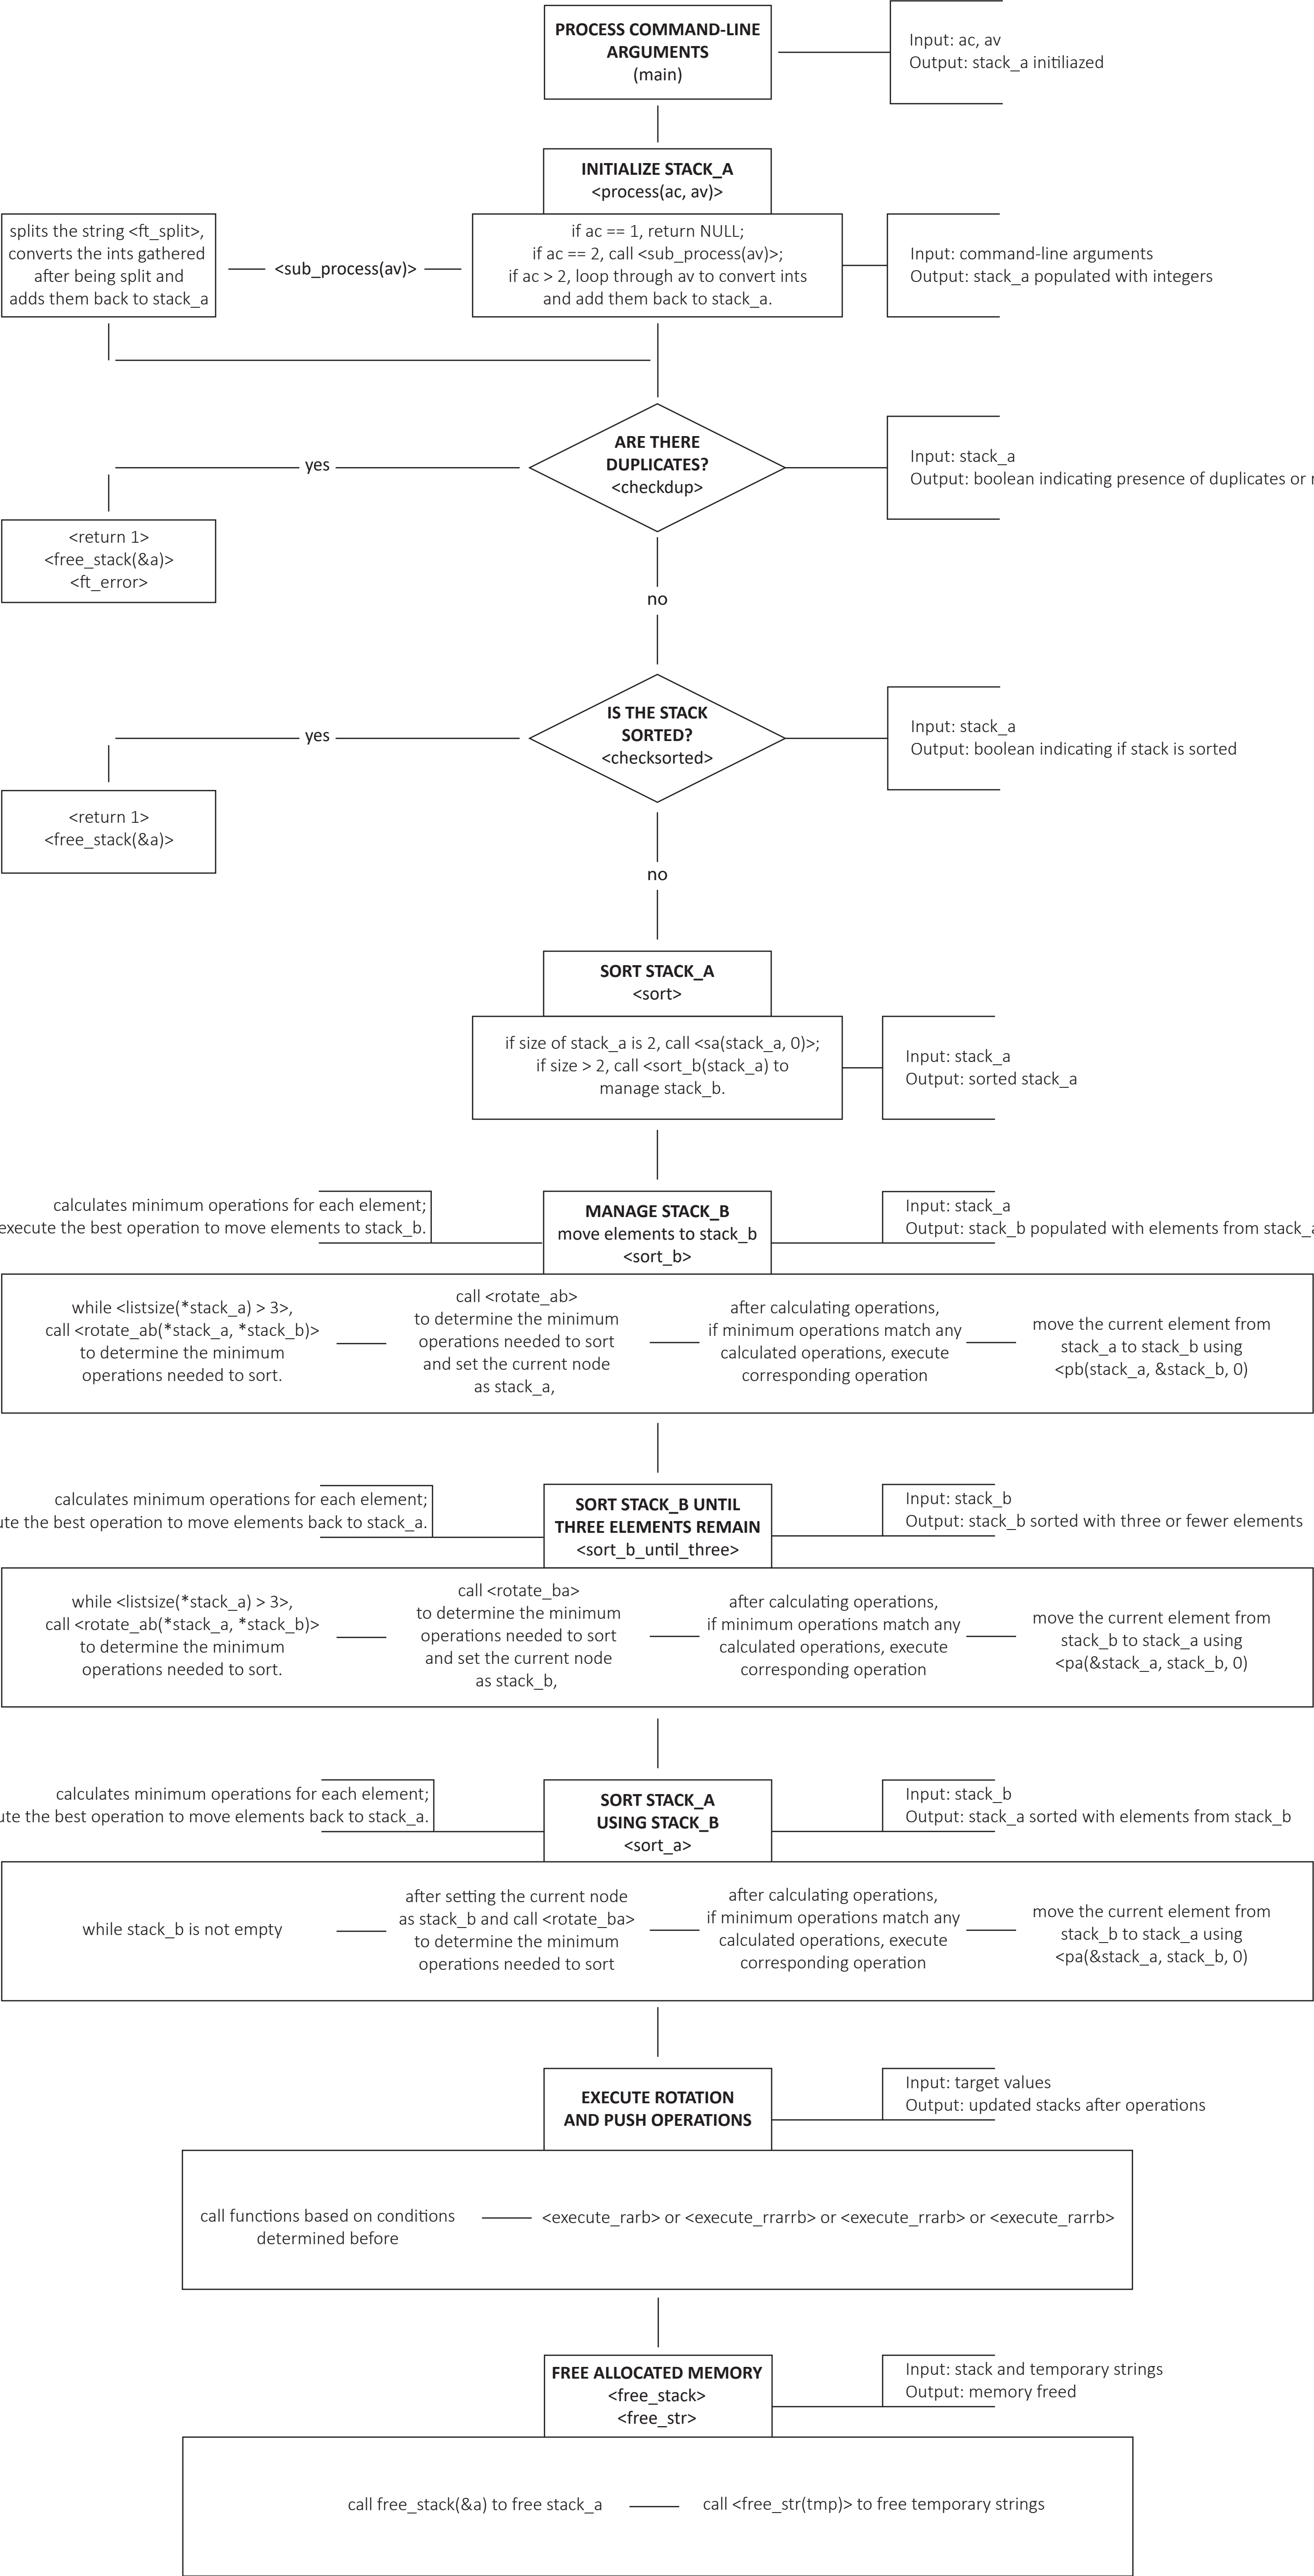 PROCESS COMMAND-LINE
ARGUMENTS
(main)
Input: ac, av
Output: stack_a initiliazed
INITIALIZE STACK_A
<process(ac, av)>
splits the string <ft_split>,
converts the ints gathered
after being split and
adds them back to stack_a
<sub_process(av)>
if ac == 1, return NULL;
if ac == 2, call <sub_process(av)>;
if ac > 2, loop through av to convert ints
and add them back to stack_a.
Input: command-line arguments
Output: stack_a populated with integers
ARE THERE
DUPLICATES?
<checkdup>
Input: stack_a
Output: boolean indicating presence of duplicates or
yes
<return 1>
<free_stack(&a)>
<ft_error>
no
IS THE STACK
SORTED?
<checksorted>
Input: stack_a
Output: boolean indicating if stack is sorted
yes
<return 1>
<free_stack(&a)>
no
SORT STACK_A
<sort>
if size of stack_a is 2, call <sa(stack_a, 0)>;
if size > 2, call <sort_b(stack_a) to
manage stack_b.
Input: stack_a
Output: sorted stack_a
calculates minimum operations for each element;
execute the best operation to move elements to stack_b.
MANAGE STACK_B
move elements to stack_b
<sort_b>
Input: stack_a
Output: stack_b populated with elements from stack_a
while <listsize(*stack_a) > 3>,
call <rotate_ab(*stack_a, *stack_b)>
to determine the minimum
operations needed to sort.
call <rotate_ab>
to determine the minimum
operations needed to sort
and set the current node
as stack_a,
after calculating operations,
if minimum operations match any
calculated operations, execute
corresponding operation
move the current element from
stack_a to stack_b using
<pb(stack_a, &stack_b, 0)
calculates minimum operations for each element;
the best operation to move elements back to stack_a.
SORT STACK_B UNTIL
THREE ELEMENTS REMAIN
<sort_b_until_three>
Input: stack_b
Output: stack_b sorted with three or fewer elements
while <listsize(*stack_a) > 3>,
call <rotate_ab(*stack_a, *stack_b)>
to determine the minimum
operations needed to sort.
call <rotate_ba>
to determine the minimum
operations needed to sort
and set the current node
as stack_b,
after calculating operations,
if minimum operations match any
calculated operations, execute
corresponding operation
move the current element from
stack_b to stack_a using
<pa(&stack_a, stack_b, 0)
calculates minimum operations for each element;
the best operation to move elements back to stack_a.
SORT STACK_A
USING STACK_B
<sort_a>
Input: stack_b
Output: stack_a sorted with elements from stack_b
while stack_b is not empty
after setting the current node
as stack_b and call <rotate_ba>
to determine the minimum
operations needed to sort
after calculating operations,
if minimum operations match any
calculated operations, execute
corresponding operation
move the current element from
stack_b to stack_a using
<pa(&stack_a, stack_b, 0)
EXECUTE ROTATION
AND PUSH OPERATIONS
Input: target values
Output: updated stacks after operations
call functions based on conditions
determined before
<execute_rarb> or <execute_rrarrb> or <execute_rrarb> or <execute_rarrb>
FREE ALLOCATED MEMORY
<free_stack>
<free_str>
Input: stack and temporary strings
Output: memory freed
call free_stack(&a) to free stack_a
call <free_str(tmp)> to free temporary strings